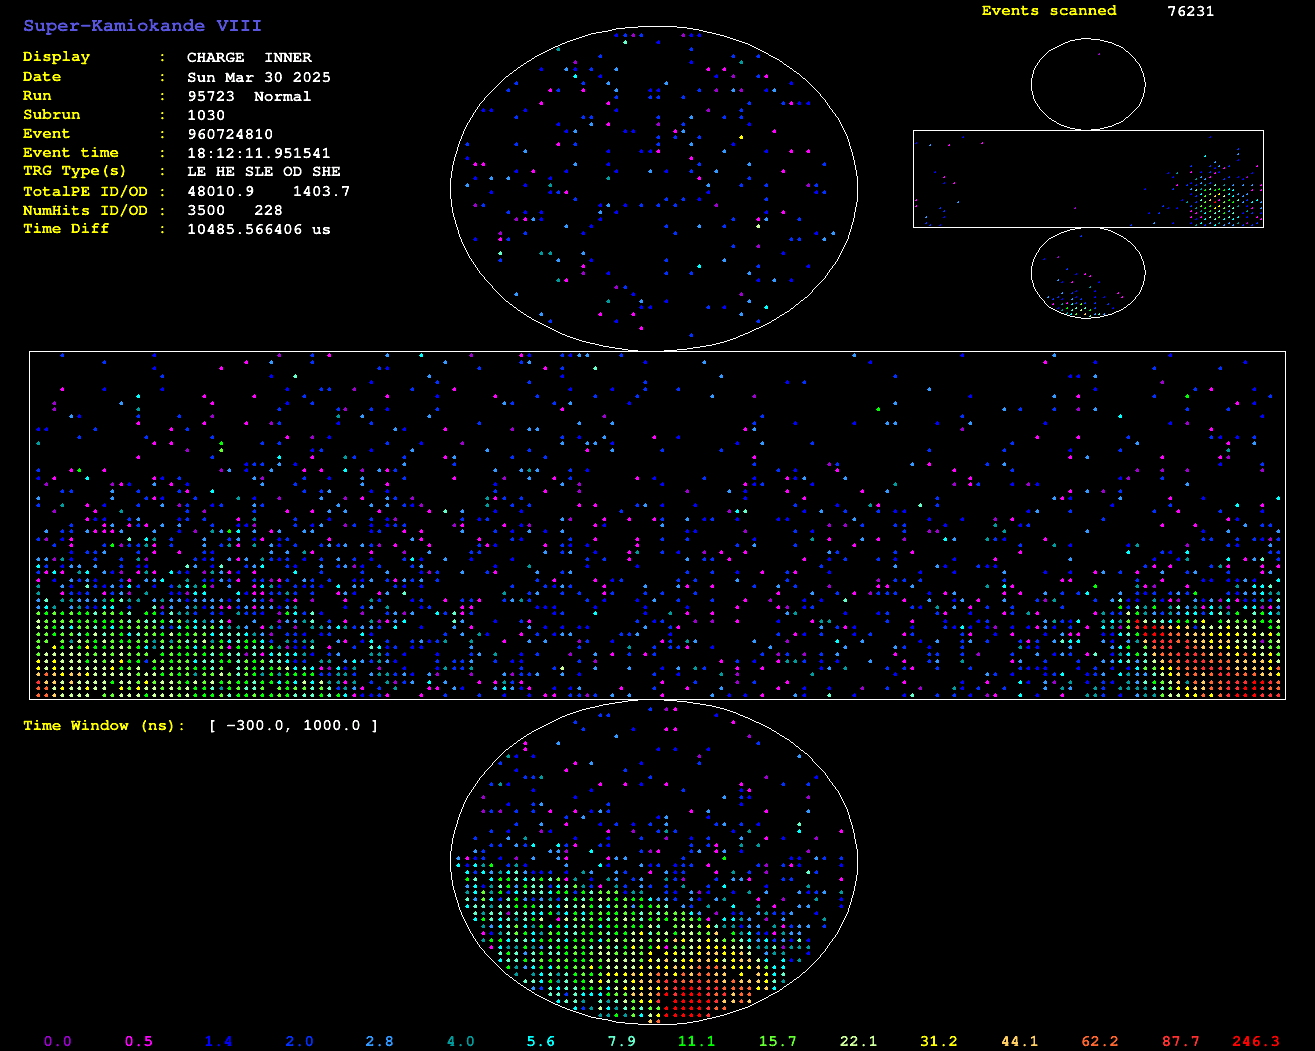 Super-Kamiokande VIII
Events scanned 76231
Display : CHARGE INNER
Date : Sun Mar 30 2025
Run : 95723 Normal
Subrun : 1030
Event : 960724810
Event time : 18:12:11.951541
TRG Type(s) : LE HE SLE OD SHE
TotalPE ID/OD : 48010.9 1403.7
NumHits ID/OD : 3500 228
Time Diff : 10485.566406 us
Time Window (ns): [ -300.0, 1000.0 ]
0.0 0.5 1.4 2.0 2.8 4.0 5.6 7.9 11.1 15.7 22.1 31.2 44.1 62.2 87.7 246.3